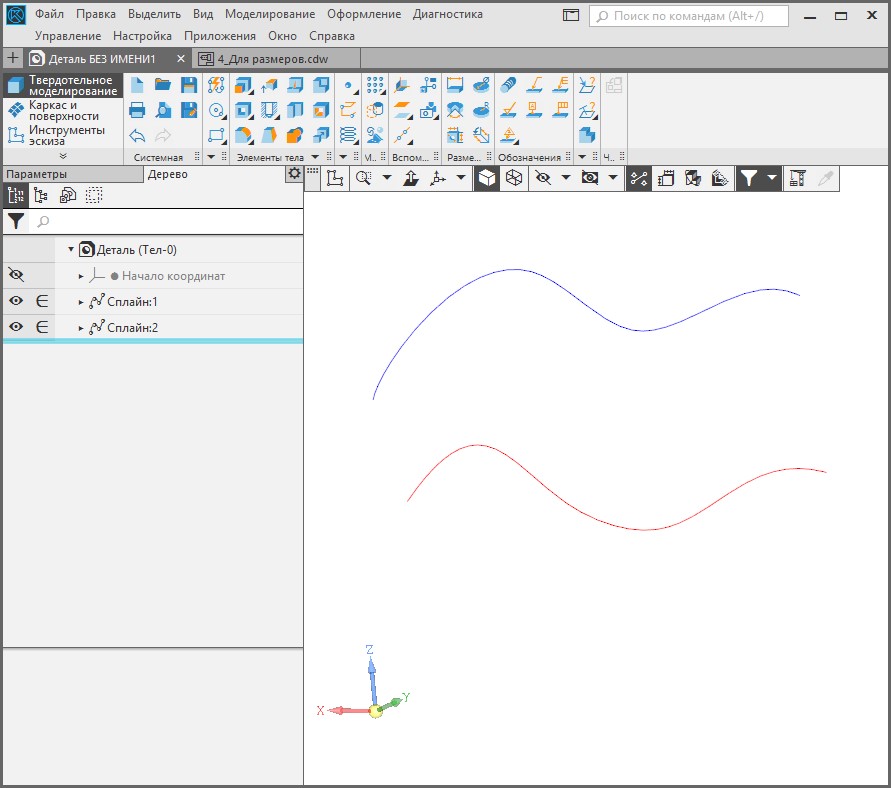 Файл Правка Выделить Вид Моделирование Оформление Диагностика
Поиск по командам (Alt+/)
Управление Настройка Приложения Окно Справка
Деталь БЕЗ ИМЕНИ1
4_Для размеров.cdw
Твердотельное
моделирование
Каркас и
поверхности
Инструменты
эскиза
Системная
Элементы тела
М...
Вспом...
Разме...
Обозначения
Ч...
Параметры
Дерево
Деталь (Тел-0)
Начало координат
Сплайн:1
Сплайн:2
Z
Y
X